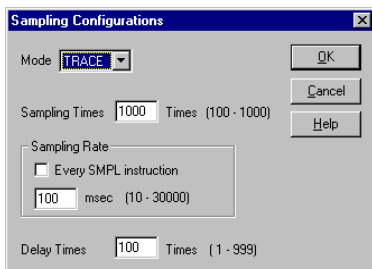 Sampling Configurations
Mode TRACE
OK
Cancel
Sampling Times 1000 Times (100 - 1000)
Help
Sampling Rate
Every SMPL instruction
100 msec (10 - 30000)
Delay Times 100 Times ( 1 - 999)